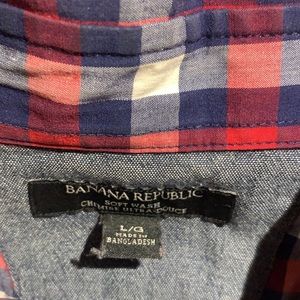 BANANA REPUBLIC
SOFT WASH
CHEMISE ULTRA-DOUCE
L/G
MADE IN
BANGLADESH